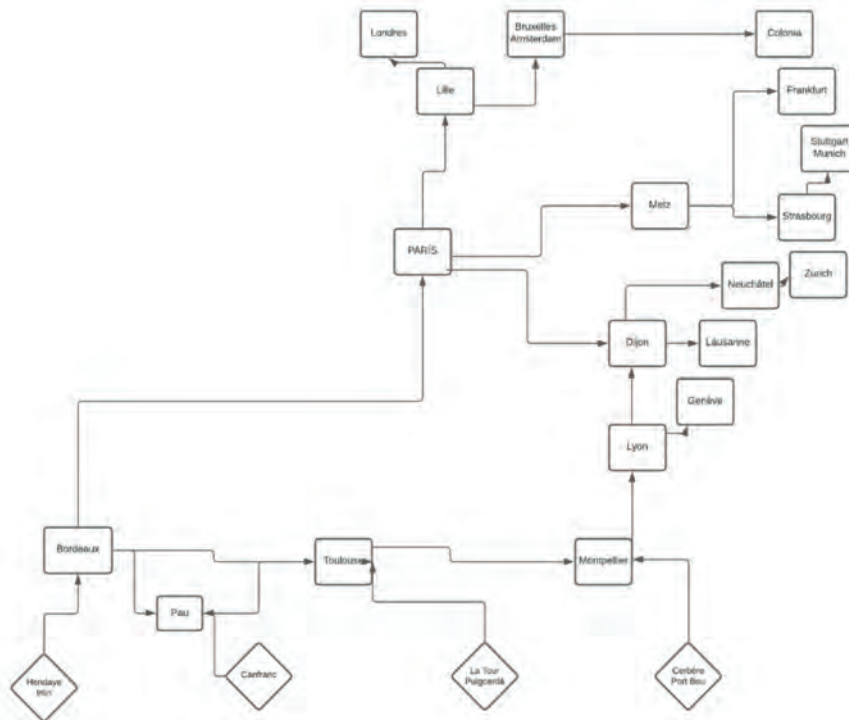 Londres
Bruxelles
Amsterdam
Colonia
Lille
Frankfurt
Stuttgart
Munich
Metz
Strasbourg
PARÍS
Neuchâtel
Zurich
Dijon
Lausanne
Genève
Lyon
Bordeaux
Toulouse
Montpellier
Pau
Hendaye
Irún
Canfranc
La Tour
Puigcerdá
Cerbère
Port Bou